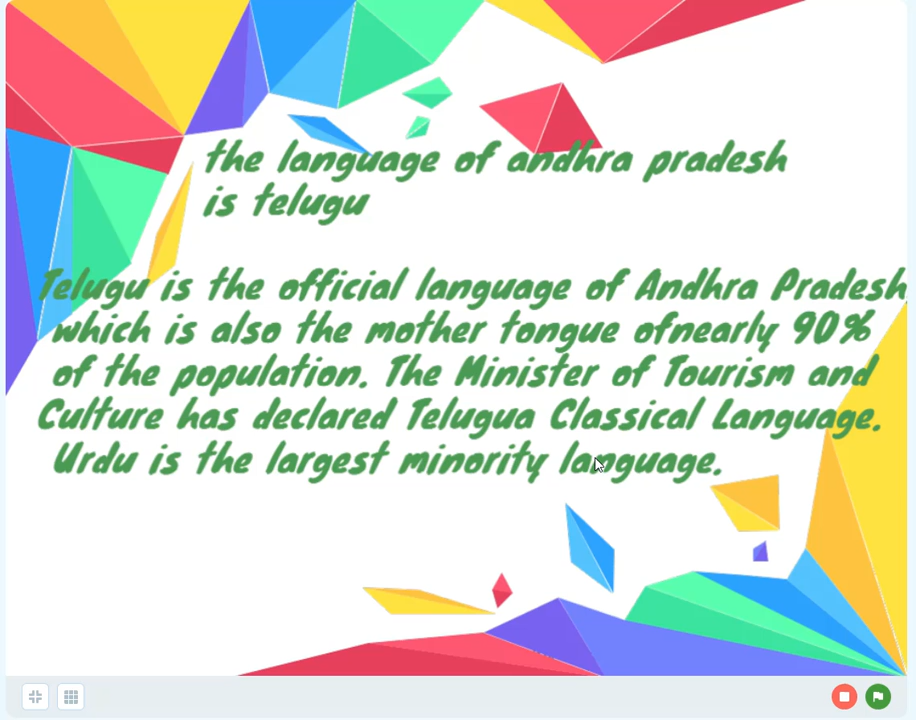 the language of andhra pradesh
is telugu
Telugu is the official language of Andhra Pradesh
which is also the mother tongue ofnearly 90%
of the population. The Minister of Tourism and
Culture has declared Telugua Classical Language.
Urdu is the largest minority language.